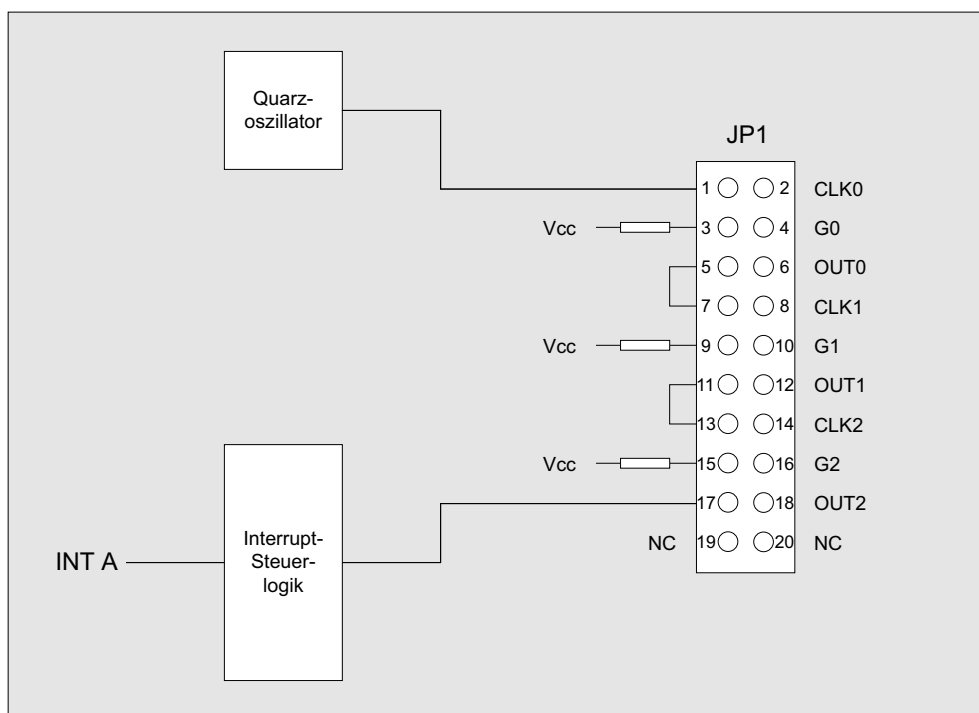 Quarz-
oszillator
JP1
1 2 CLK0
Vcc 3 4 G0
5 6 OUT0
7 8 CLK1
Vcc 9 10 G1
11 12 OUT1
13 14 CLK2
Vcc 15 16 G2
17 18 OUT2
NC 19 20 NC
INT A
Interrupt-
Steuer-
logik